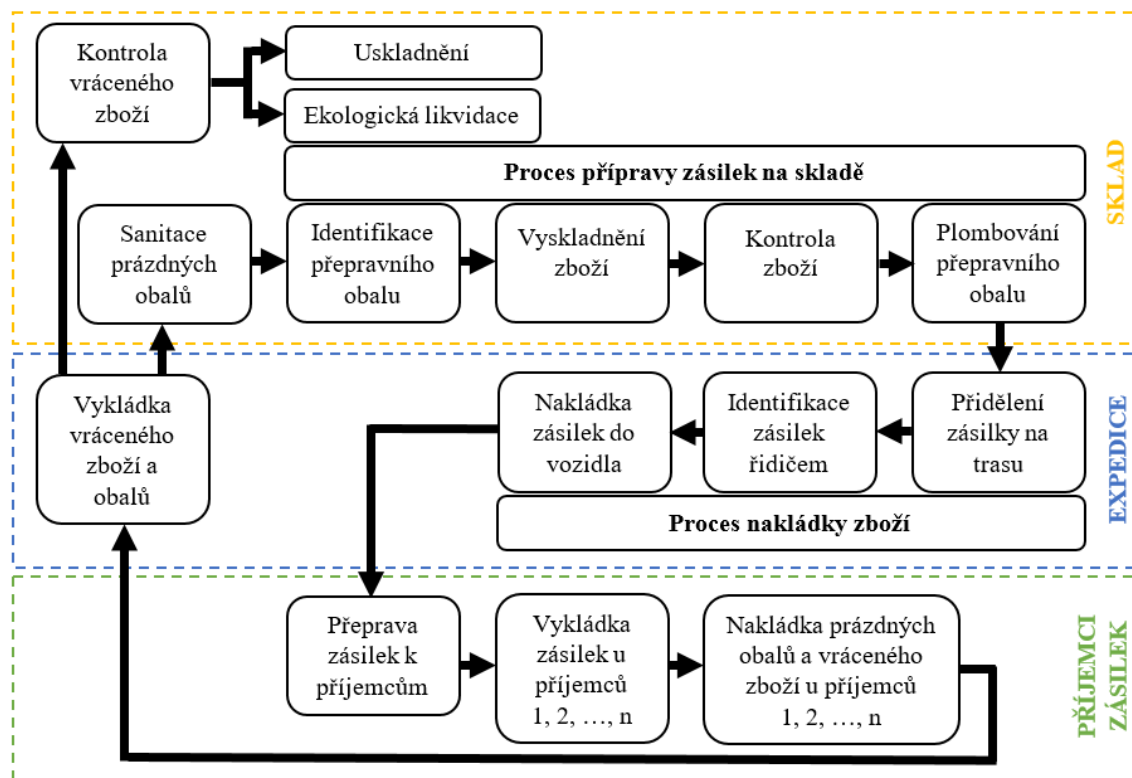 Kontrola
vráceného
zboží
Uskladnění
Ekologická likvidace
Proces přípravy zásilek na skladě
SKLAD
Sanitace
prázdných
obalů
Identifikace
přepravního
obalu
Vyskladnění
zboží
Kontrola
zboží
Plombování
přepravního
obalu
Vykládka
vráceného
zboží a
obalů
Nakládka
zásilek do
vozidla
Identifikace
zásilek
řidičem
Přidělení
zásilky na
trasu
EXPEDICE
Proces nakládky zboží
Přeprava
zásilek k
příjemcům
Vykládka
zásilek u
příjemců
1, 2, …, n
Nakládka prázdných
obalů a vráceného
zboží u příjemců
1, 2, …, n
PŘÍJEMCI
ZÁSILEK